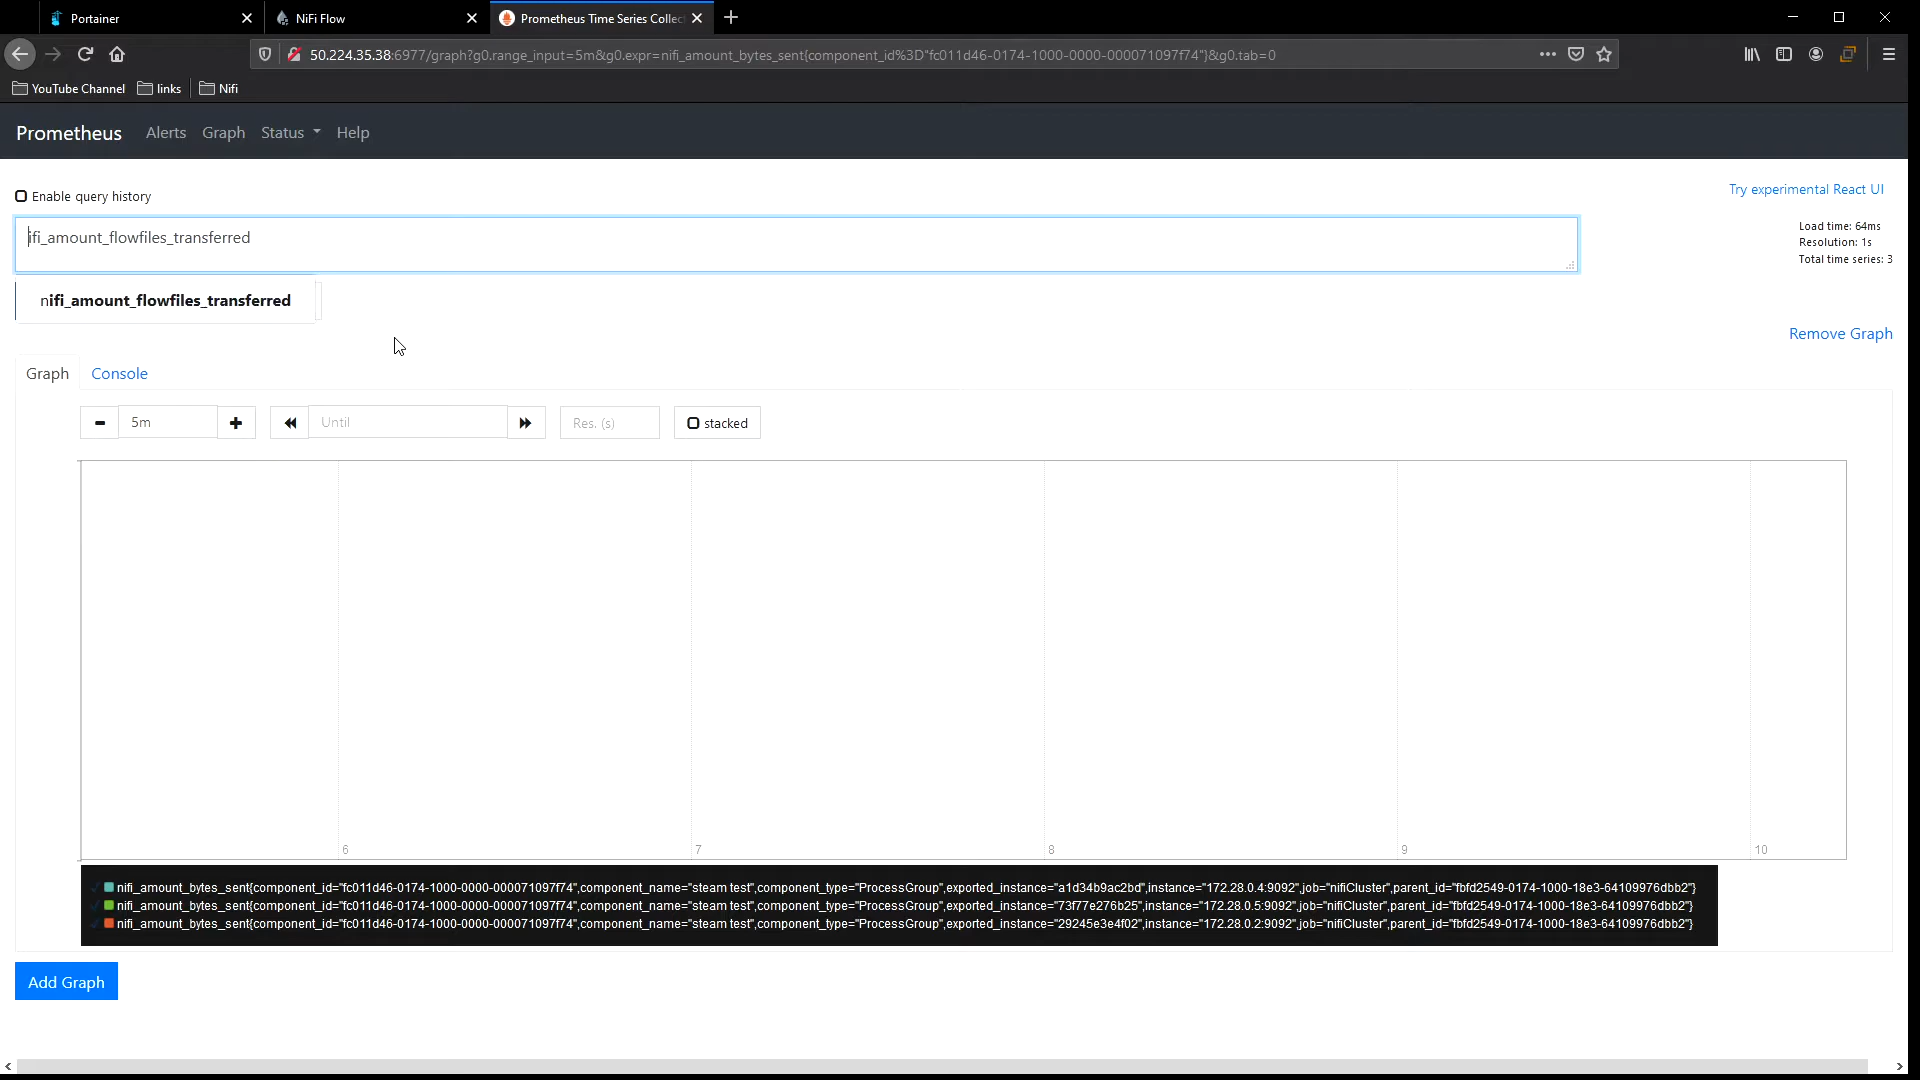 Portainer
NiFi Flow
Prometheus Time Series Collec
50.224.35.38:6977/graph?g0.range_input=5m&g0.expr=nifi_amount_bytes_sent{component_id%3D"fc011d46-0174-1000-0000-000071097f74"}&g0.tab=0
YouTube Channel
links
Nifi
Prometheus
Alerts
Graph
Status
Help
Enable query history
Try experimental React UI
ifi_amount_flowfiles_transferred
Load time: 64ms
Resolution: 1s
Total time series: 3
nifi_amount_flowfiles_transferred
Remove Graph
Graph
Console
5m
Until
Res. (s)
stacked
6
7
8
9
10
nifi_amount_bytes_sent{component_id="fc011d46-0174-1000-0000-000071097f74",component_name="steam test",component_type="ProcessGroup",exported_instance="a1d34b9ac2bd",instance="172.28.0.4:9092",job="nifiCluster",parent_id="fbfd2549-0174-1000-18e3-64109976dbb2"}
nifi_amount_bytes_sent{component_id="fc011d46-0174-1000-0000-000071097f74",component_name="steam test",component_type="ProcessGroup",exported_instance="73f77e276b25",instance="172.28.0.5:9092",job="nifiCluster",parent_id="fbfd2549-0174-1000-18e3-64109976dbb2"}
nifi_amount_bytes_sent{component_id="fc011d46-0174-1000-0000-000071097f74",component_name="steam test",component_type="ProcessGroup",exported_instance="29245e3e4f02",instance="172.28.0.2:9092",job="nifiCluster",parent_id="fbfd2549-0174-1000-18e3-64109976dbb2"}
Add Graph